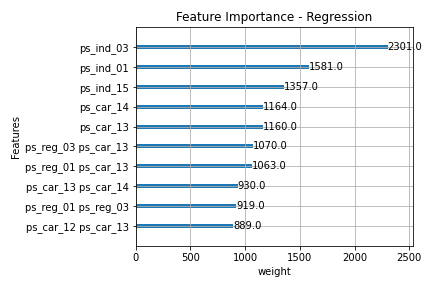 Feature Importance - Regression
Features
ps_ind_03 2301.0
ps_ind_01 1581.0
ps_ind_15 1357.0
ps_car_14 1164.0
ps_car_13 1160.0
ps_reg_03 ps_car_13 1070.0
ps_reg_01 ps_car_13 1063.0
ps_car_13 ps_car_14 930.0
ps_reg_01 ps_reg_03 919.0
ps_car_12 ps_car_13 889.0
0 500 1000 1500 2000 2500
weight